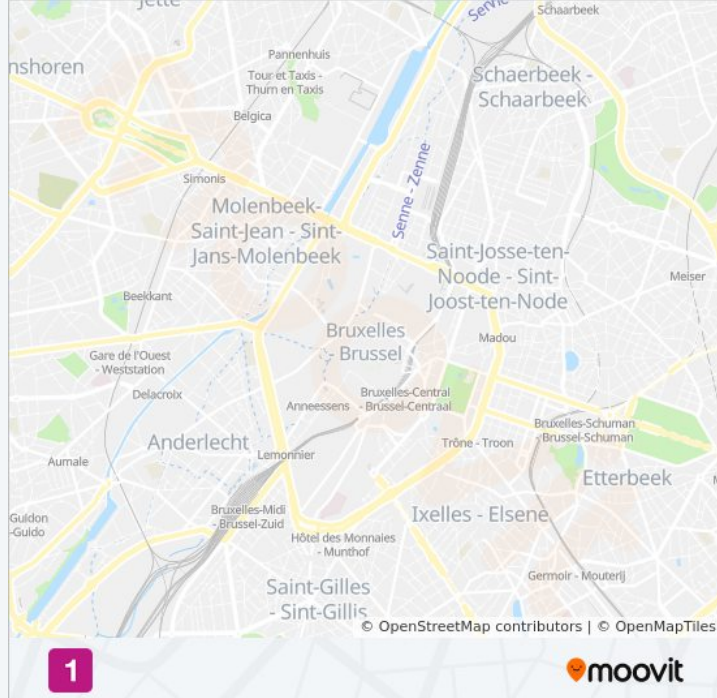 Jette
Servie
Schaarbeek
nshoren
Pannenhuis
Tour et Taxis -
Thurn en Taxis
Schaerbeek -
Schaarbeek
Belgica
Simonis
Senne - Zenne
Molenbeek-
Saint-Jean - Sint-
Jans-Molenbeek
Saint-Josse-ten-
Noode - Sint-
Joost-ten-Node
Meiser
Beekkant
Bruxelles
- Brussel
Madou
Gare de l'Ouest
- Weststation
Delacroix
Bruxelles-Central
- Brussel-Centraal
Anneessens
Bruxelles-Schuman
- Brussel-Schuman
Anderlecht
Trône - Troon
Lemonnier
Aumale
Etterbeek
Bruxelles-Midi
- Brussel-Zuid
Ixelles - Elsene
Guidon
-Guido
Hôtel des Monnaies
- Munthof
Germoir - Mouterij
Saint-Gilles
- Sint-Gillis
© OpenStreetMap contributors | © OpenMapTiles
1
moovit